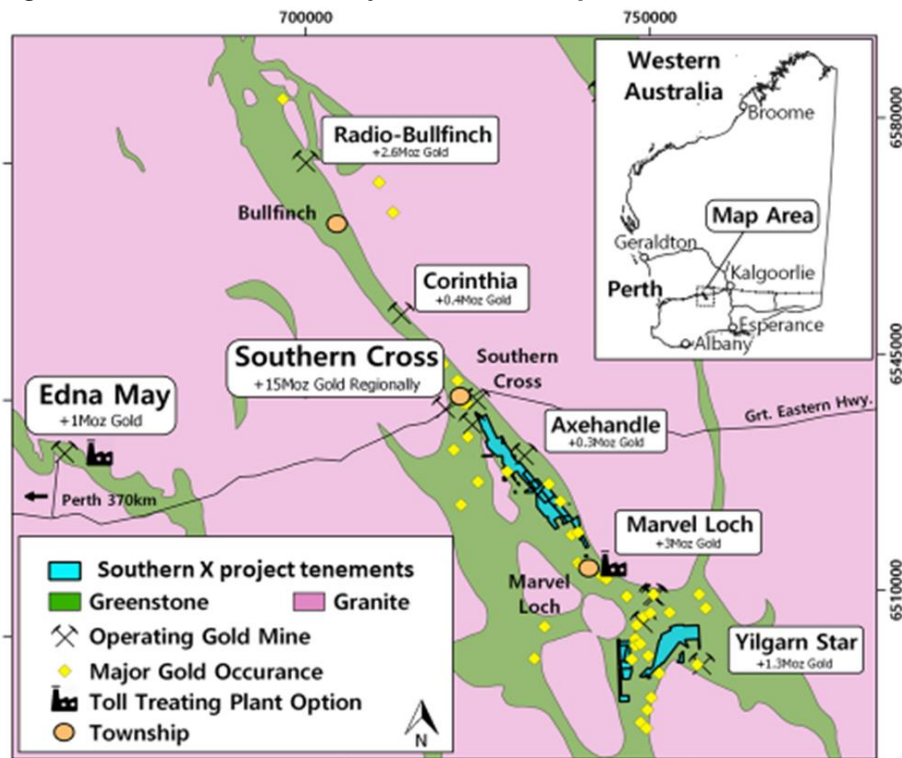 700000
750000
Western
Australia
Broome
Map Area
Geraldton
Kalgoorlie
Perth
Esperance
Albany
6580000
Radio-Bullfinch
+2.6Moz Gold
Bullfinch
Corinthia
+0.4Moz Gold
6545000
Southern Cross
+15Moz Gold Regionally
Southern
Cross
Edna May
+1Moz Gold
Axehandle
+0.3Moz Gold
Grt. Eastern Hwy.
Perth 370km
Marvel Loch
+3Moz Gold
Marvel
Loch
6510000
Yilgarn Star
+1.3Moz Gold
Southern X project tenements
Greenstone
Granite
Operating Gold Mine
Major Gold Occurance
Toll Treating Plant Option
Township
N